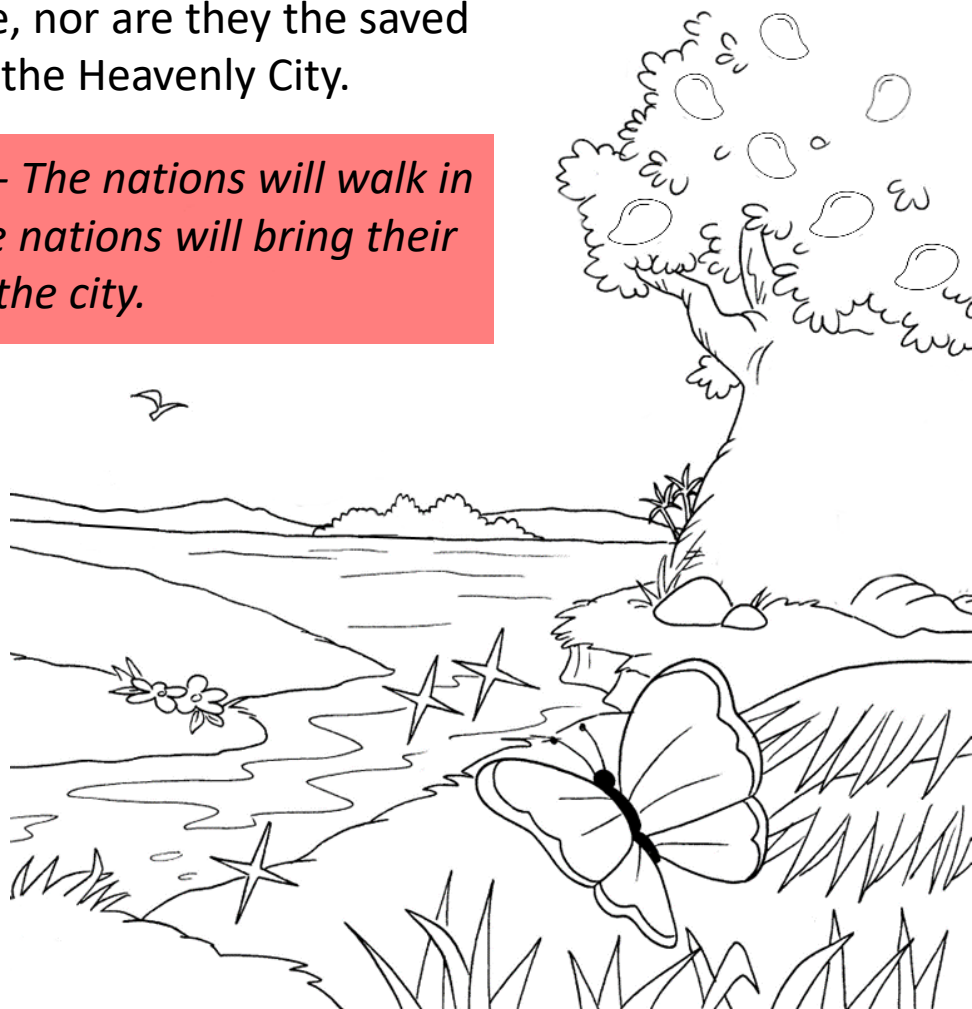 , nor are they the saved
the Heavenly City.
- The nations will walk in
nations will bring their
the city.